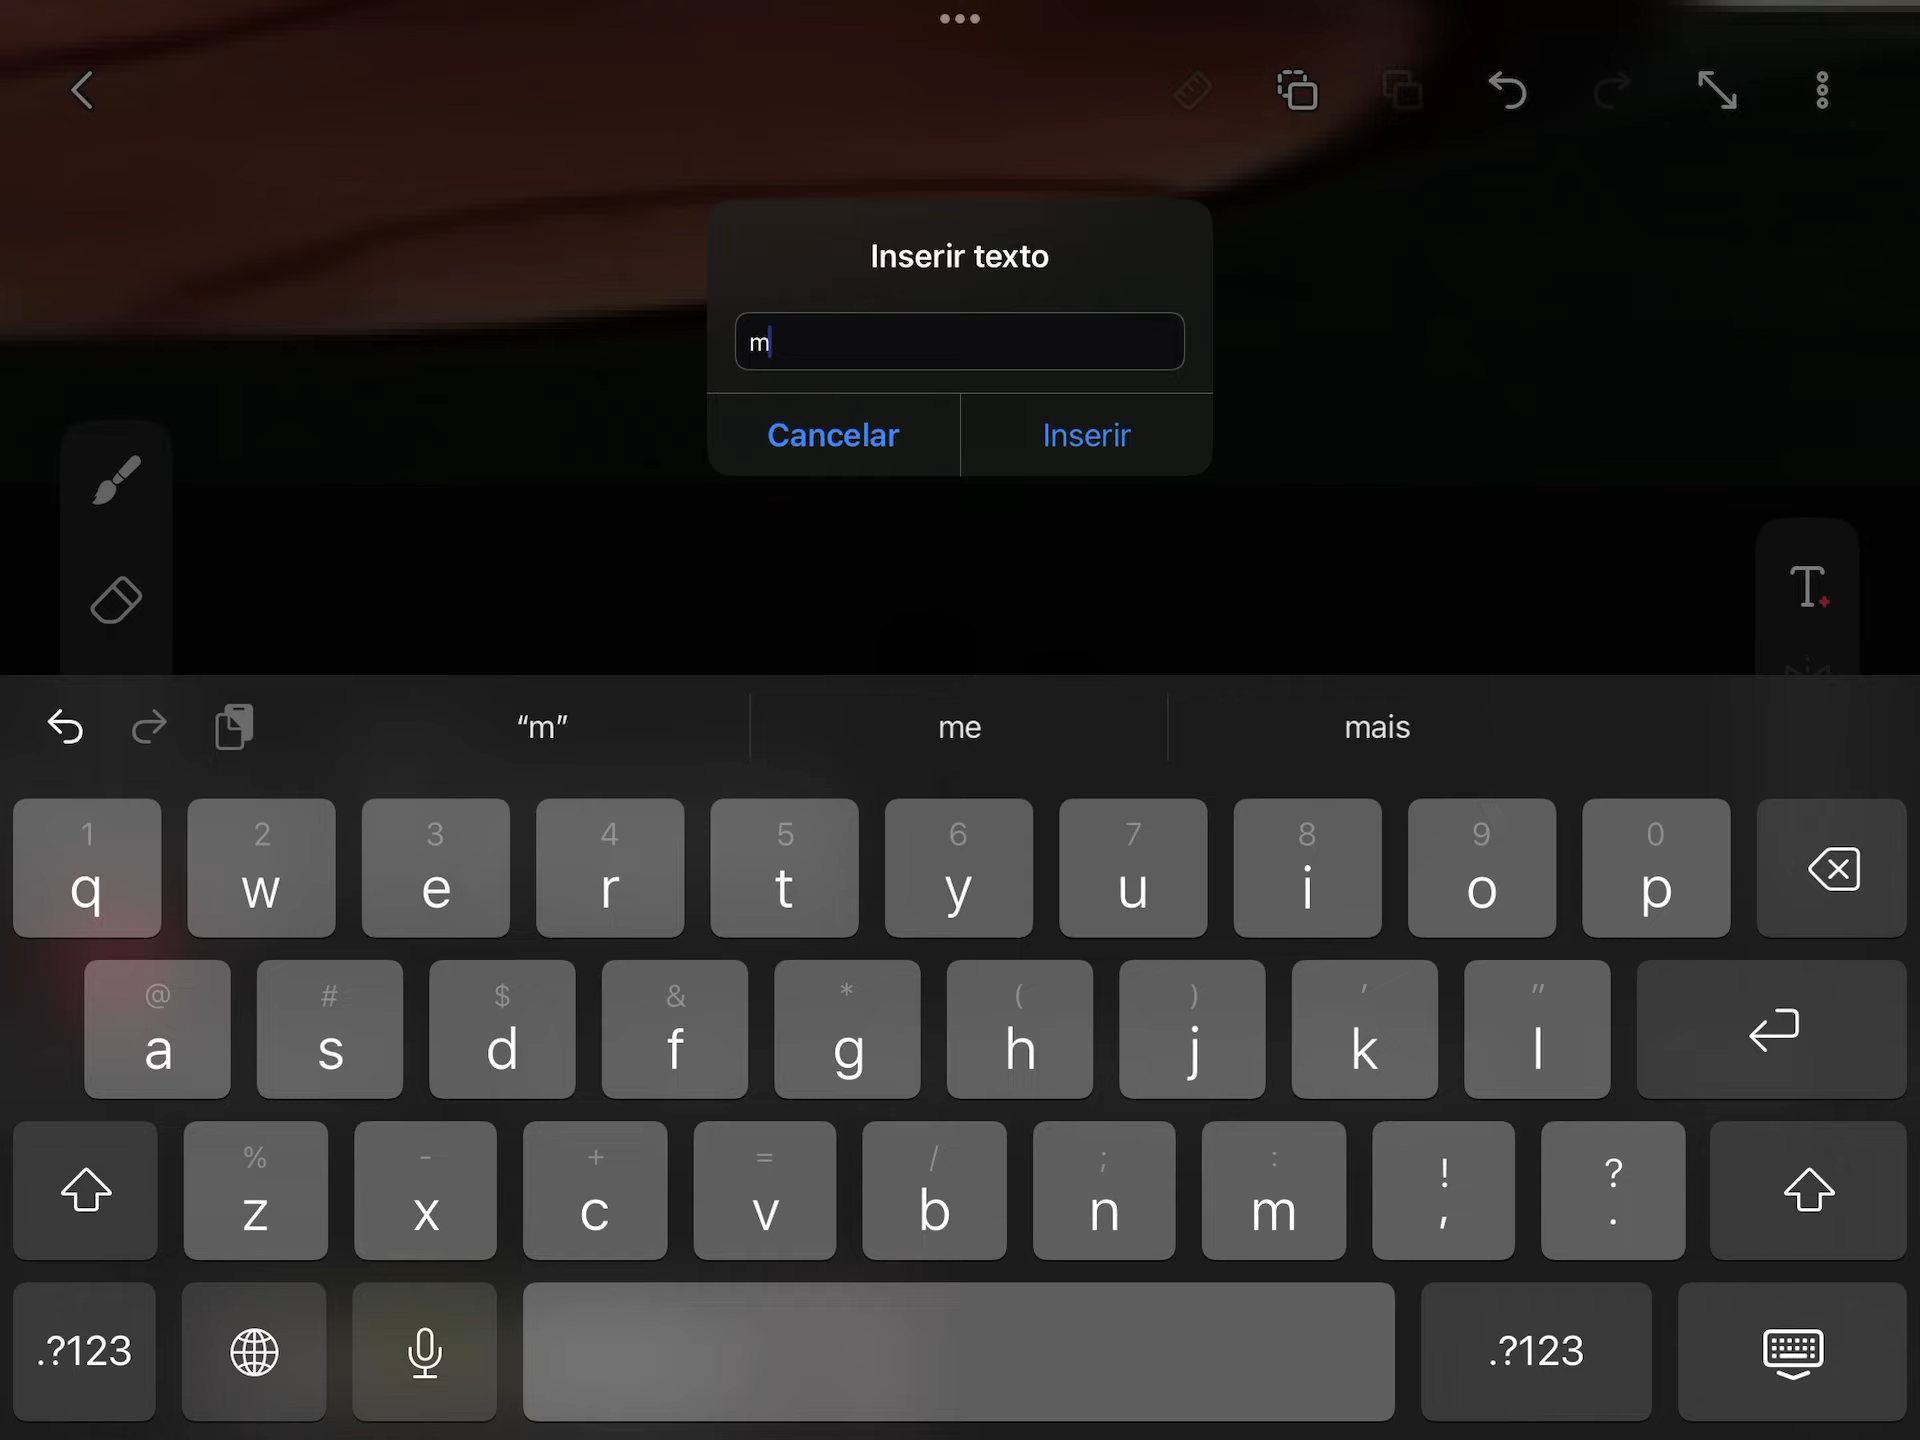 Inserir texto
m
Cancelar Inserir
T
“m” me mais
1 2 3 4 5 6 7 8 9 0
q w e r t y u i o p
@ # $ & * ( ) ' "
a s d f g h j k l
% - + = / ; : ! ?
z x c v b n m , .
.?123 .?123